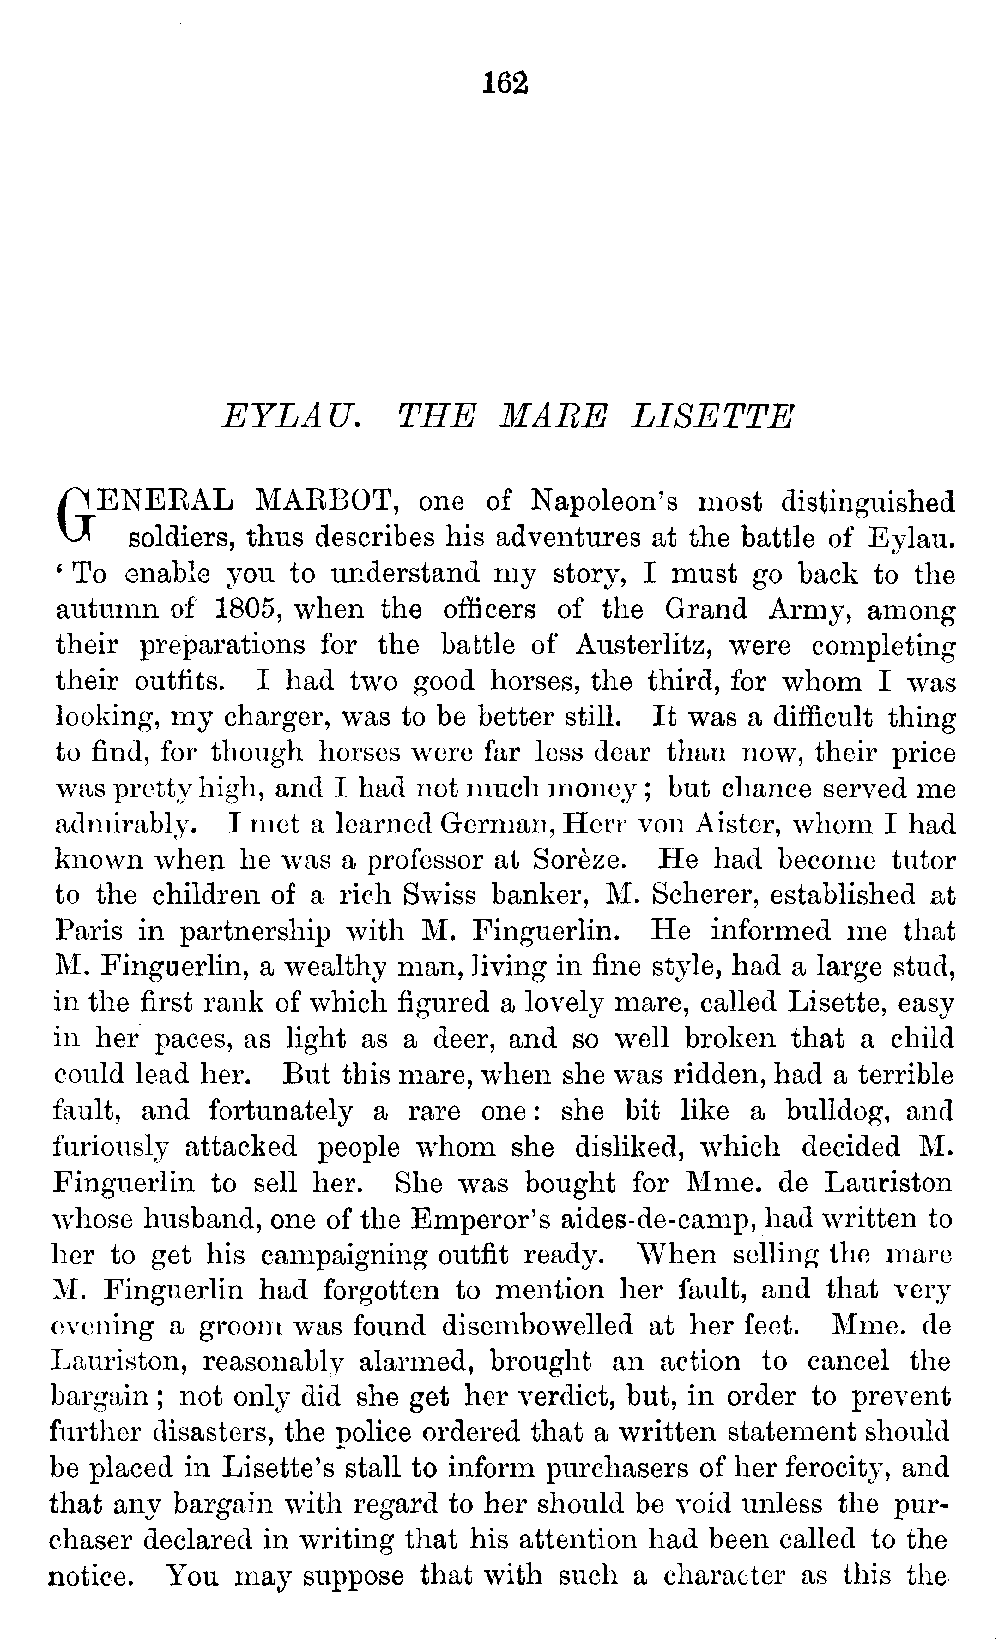 162
EYLAU. THE MARE LISETTE
GENERAL MARBOT, one of Napoleon's most distinguished
soldiers, thus describes his adventures at the battle of Eylau.
‘To enable you to understand my story, I must go back to the
autumn of 1805, when the officers of the Grand Army, among
their preparations for the battle of Austerlitz, were completing
their outfits. I had two good horses, the third, for whom I was
looking, my charger, was to be better still. It was a difficult thing
to find, for though horses were far less dear than now, their price
was pretty high, and I had not much money; but chance served me
admirably. I met a learned German, Herr von Aister, whom I had
known when he was a professor at Sorèze. He had become tutor
to the children of a rich Swiss banker, M. Scherer, established at
Paris in partnership with M. Finguerlin. He informed me that
M. Finguerlin, a wealthy man, living in fine style, had a large stud,
in the first rank of which figured a lovely mare, called Lisette, easy
in her paces, as light as a deer, and so well broken that a child
could lead her. But this mare, when she was ridden, had a terrible
fault, and fortunately a rare one: she bit like a bulldog, and
furiously attacked people whom she disliked, which decided M.
Finguerlin to sell her. She was bought for Mme. de Lauriston
whose husband, one of the Emperor's aides-de-camp, had written to
her to get his campaigning outfit ready. When selling the mare
M. Finguerlin had forgotten to mention her fault, and that very
evening a groom was found disembowelled at her feet. Mme. de
Lauriston, reasonably alarmed, brought an action to cancel the
bargain; not only did she get her verdict, but, in order to prevent
further disasters, the police ordered that a written statement should
be placed in Lisette's stall to inform purchasers of her ferocity, and
that any bargain with regard to her should be void unless the pur-
chaser declared in writing that his attention had been called to the
notice. You may suppose that with such a character as this the